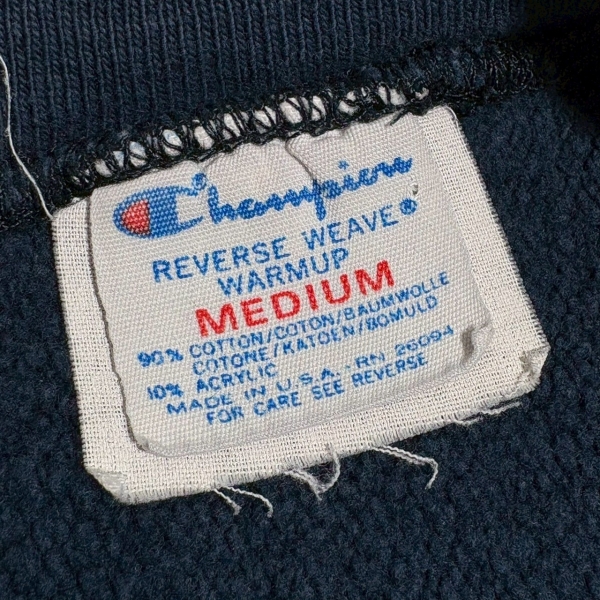 Champion
REVERSE WEAVE®
WARMUP
MEDIUM
90% COTTON/COTON/BAUMWOLLE
COTONE/KATOEN/BOMULD
10% ACRYLIC
MADE IN U.S.A. - RN 26094
FOR CARE SEE REVERSE